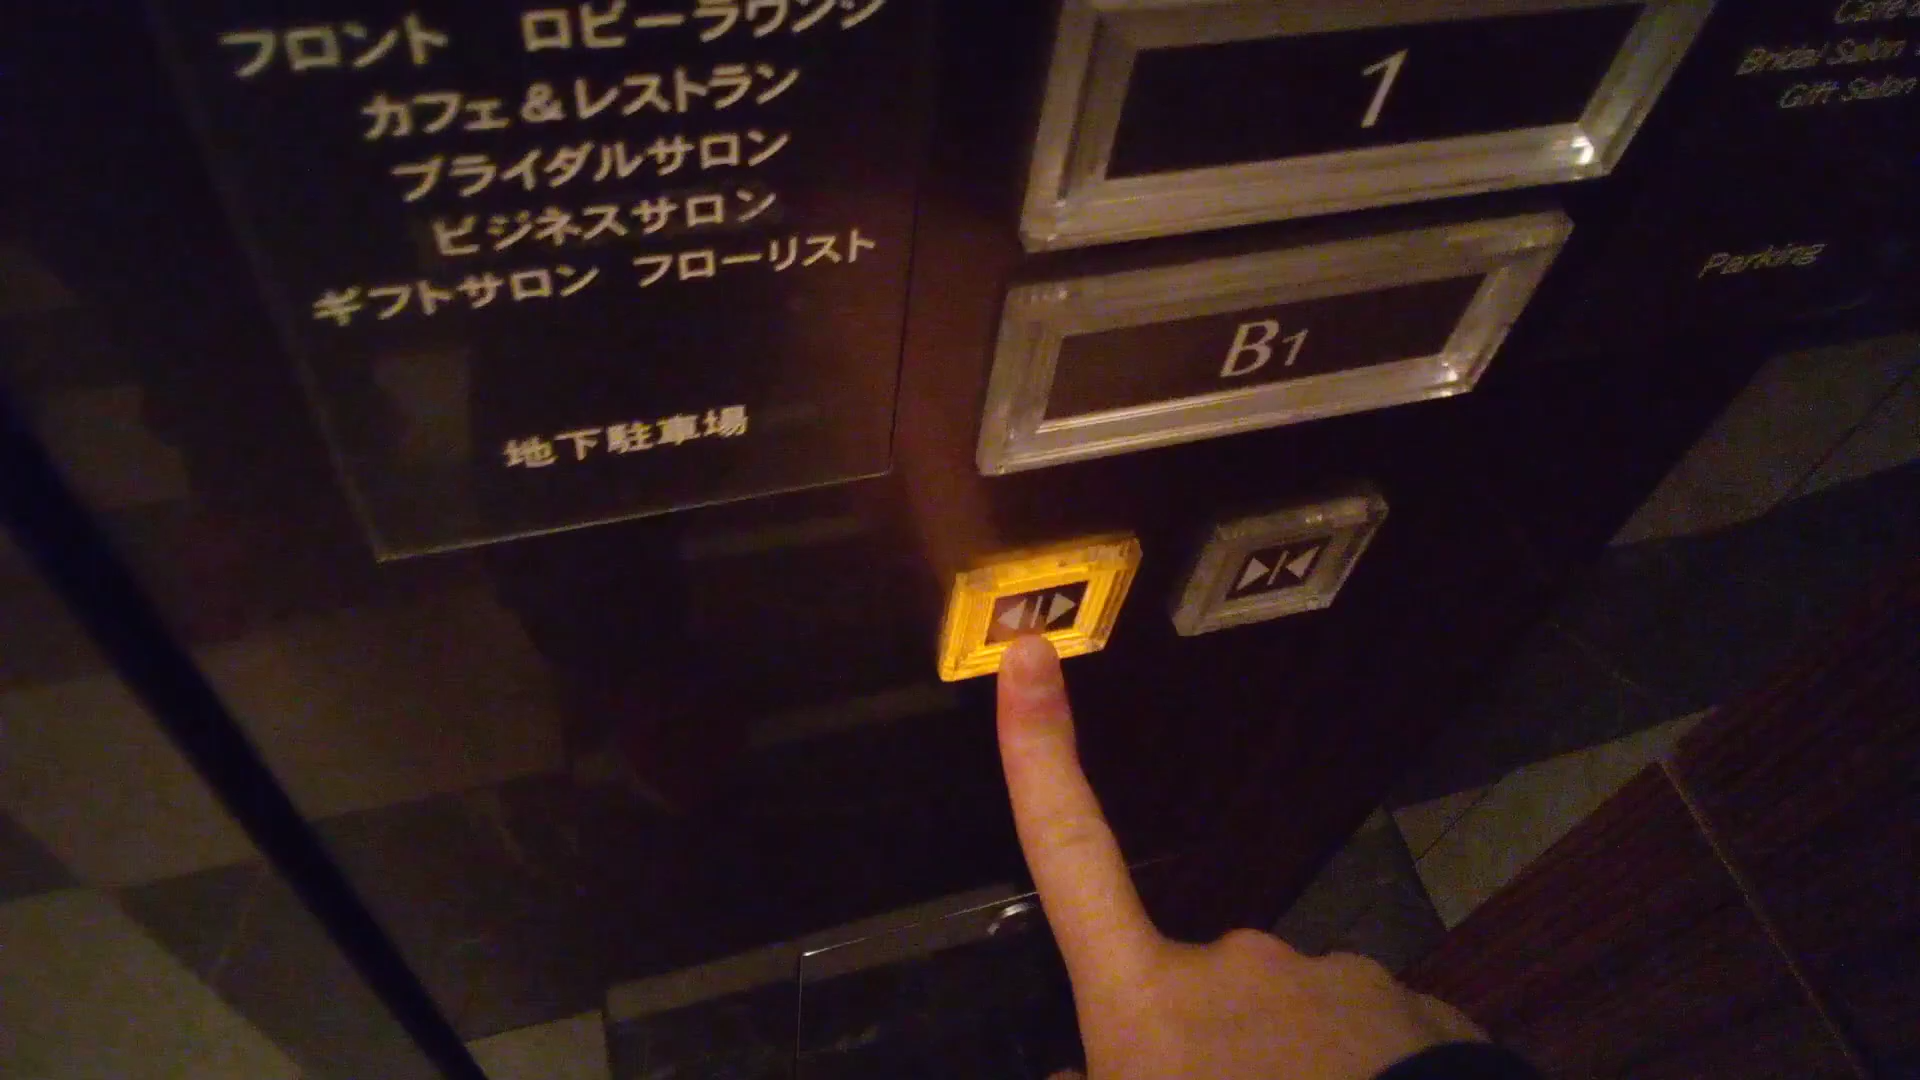 フロント　ロビーラウンジ
カフェ&レストラン
ブライダルサロン
ビジネスサロン
ギフトサロン フローリスト
地下駐車場
1
B1
Bridal Salon
Gift Salon
Parking